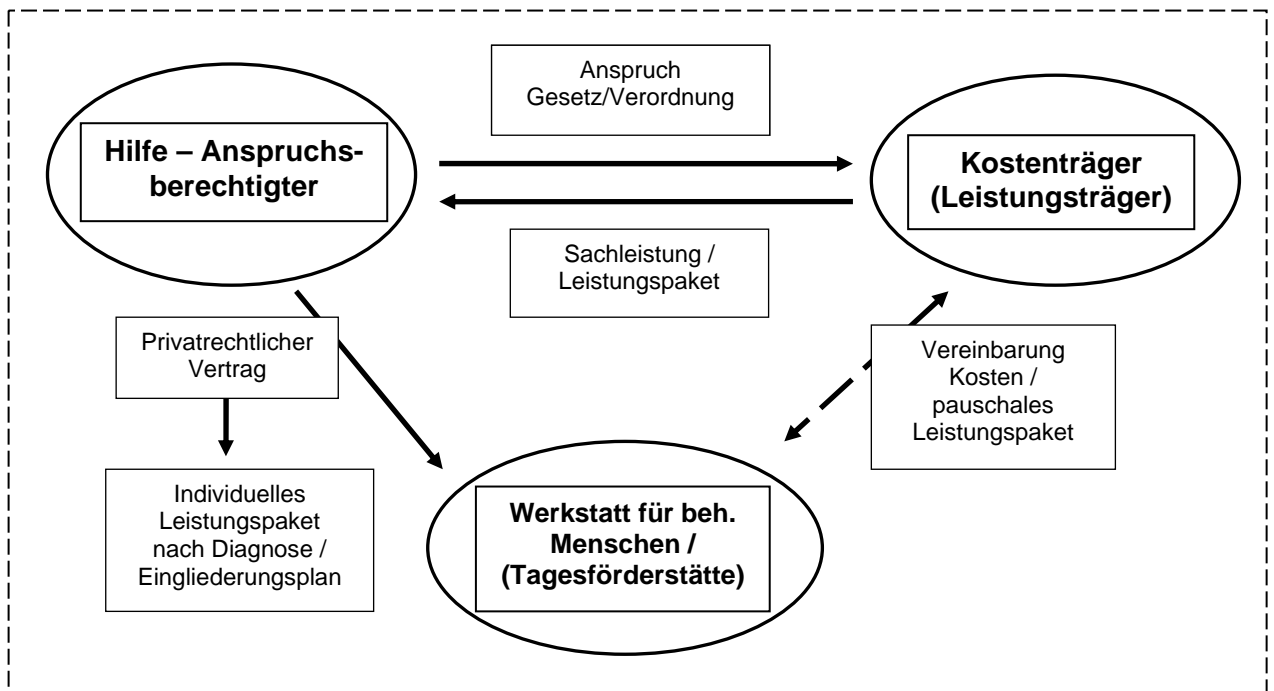 Anspruch
Gesetz/Verordnung
Hilfe – Anspruchs-
berechtigter
Kostenträger
(Leistungsträger)
Sachleistung /
Leistungspaket
Privatrechtlicher
Vertrag
Vereinbarung
Kosten /
pauschales
Leistungspaket
Individuelles
Leistungspaket
nach Diagnose /
Eingliederungsplan
Werkstatt für beh.
Menschen /
(Tagesförderstätte)